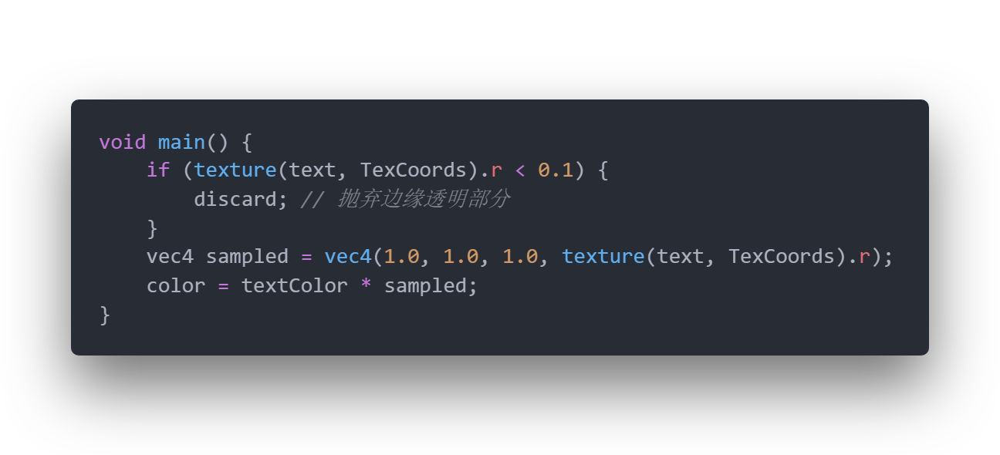 void main() {
    if (texture(text, TexCoords).r < 0.1) {
        discard; // 抛弃边缘透明部分
    }
    vec4 sampled = vec4(1.0, 1.0, 1.0, texture(text, TexCoords).r);
    color = textColor * sampled;
}